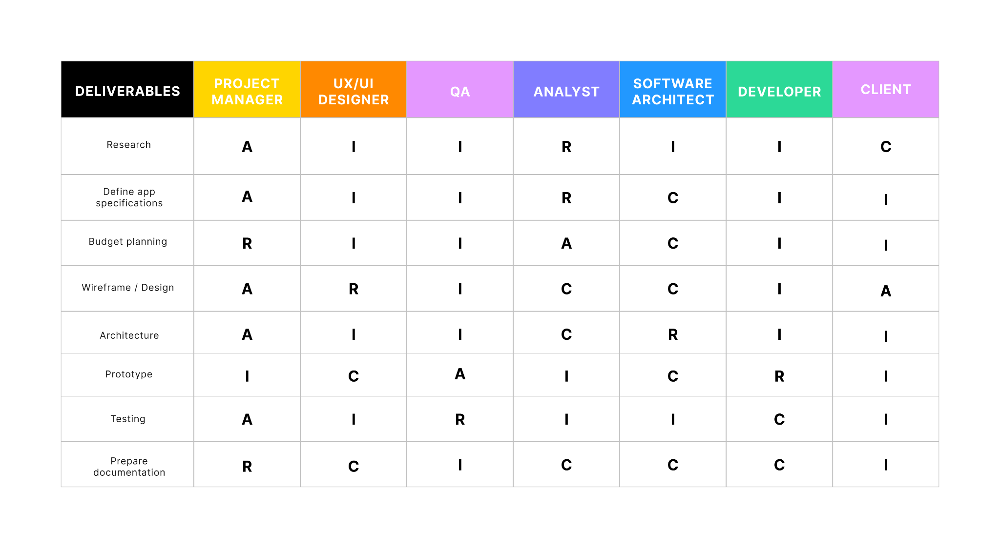 DELIVERABLES
PROJECT
MANAGER
UX/UI
DESIGNER
QA
ANALYST
SOFTWARE
ARCHITECT
DEVELOPER
CLIENT
Research
A I I R I I C
Define app
specifications
A I I R C I I
Budget planning
R I I A C I I
Wireframe / Design
A R I C C I A
Architecture
A I I C R I I
Prototype
I C A I C R I
Testing
A I R I I C I
Prepare
documentation
R C I C C C I